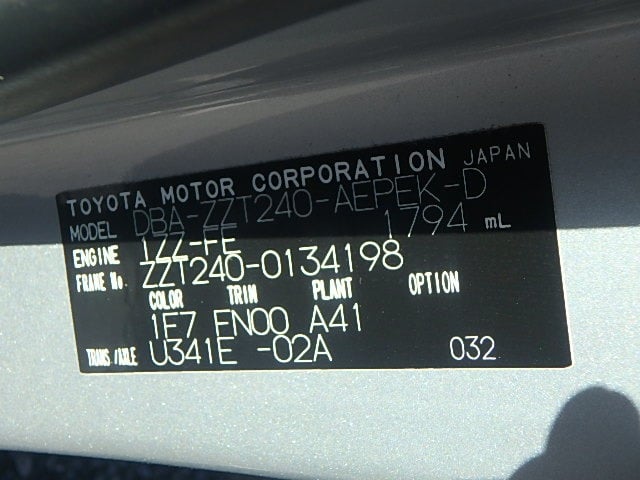 TOYOTA MOTOR CORPORATION JAPAN
MODEL DBA-ZZT240-AEPEK-D
ENGINE 1ZZ-FE 1794 mL
FRAME No. ZZT240-0134198
COLOR TRIM PLANT OPTION
1E7 FN00 A41
TRANS/AXLE U341E -02A 032